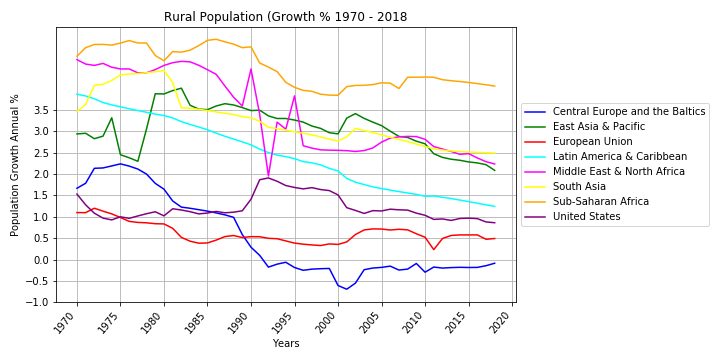 Rural Population (Growth % 1970 - 2018
Population Growth Annual %
3.5
3.0
2.5
2.0
1.5
1.0
0.5
0.0
−0.5
−1.0
1970
1975
1980
1985
1990
1995
2000
2005
2010
2015
2020
Years
Central Europe and the Baltics
East Asia & Pacific
European Union
Latin America & Caribbean
Middle East & North Africa
South Asia
Sub-Saharan Africa
United States